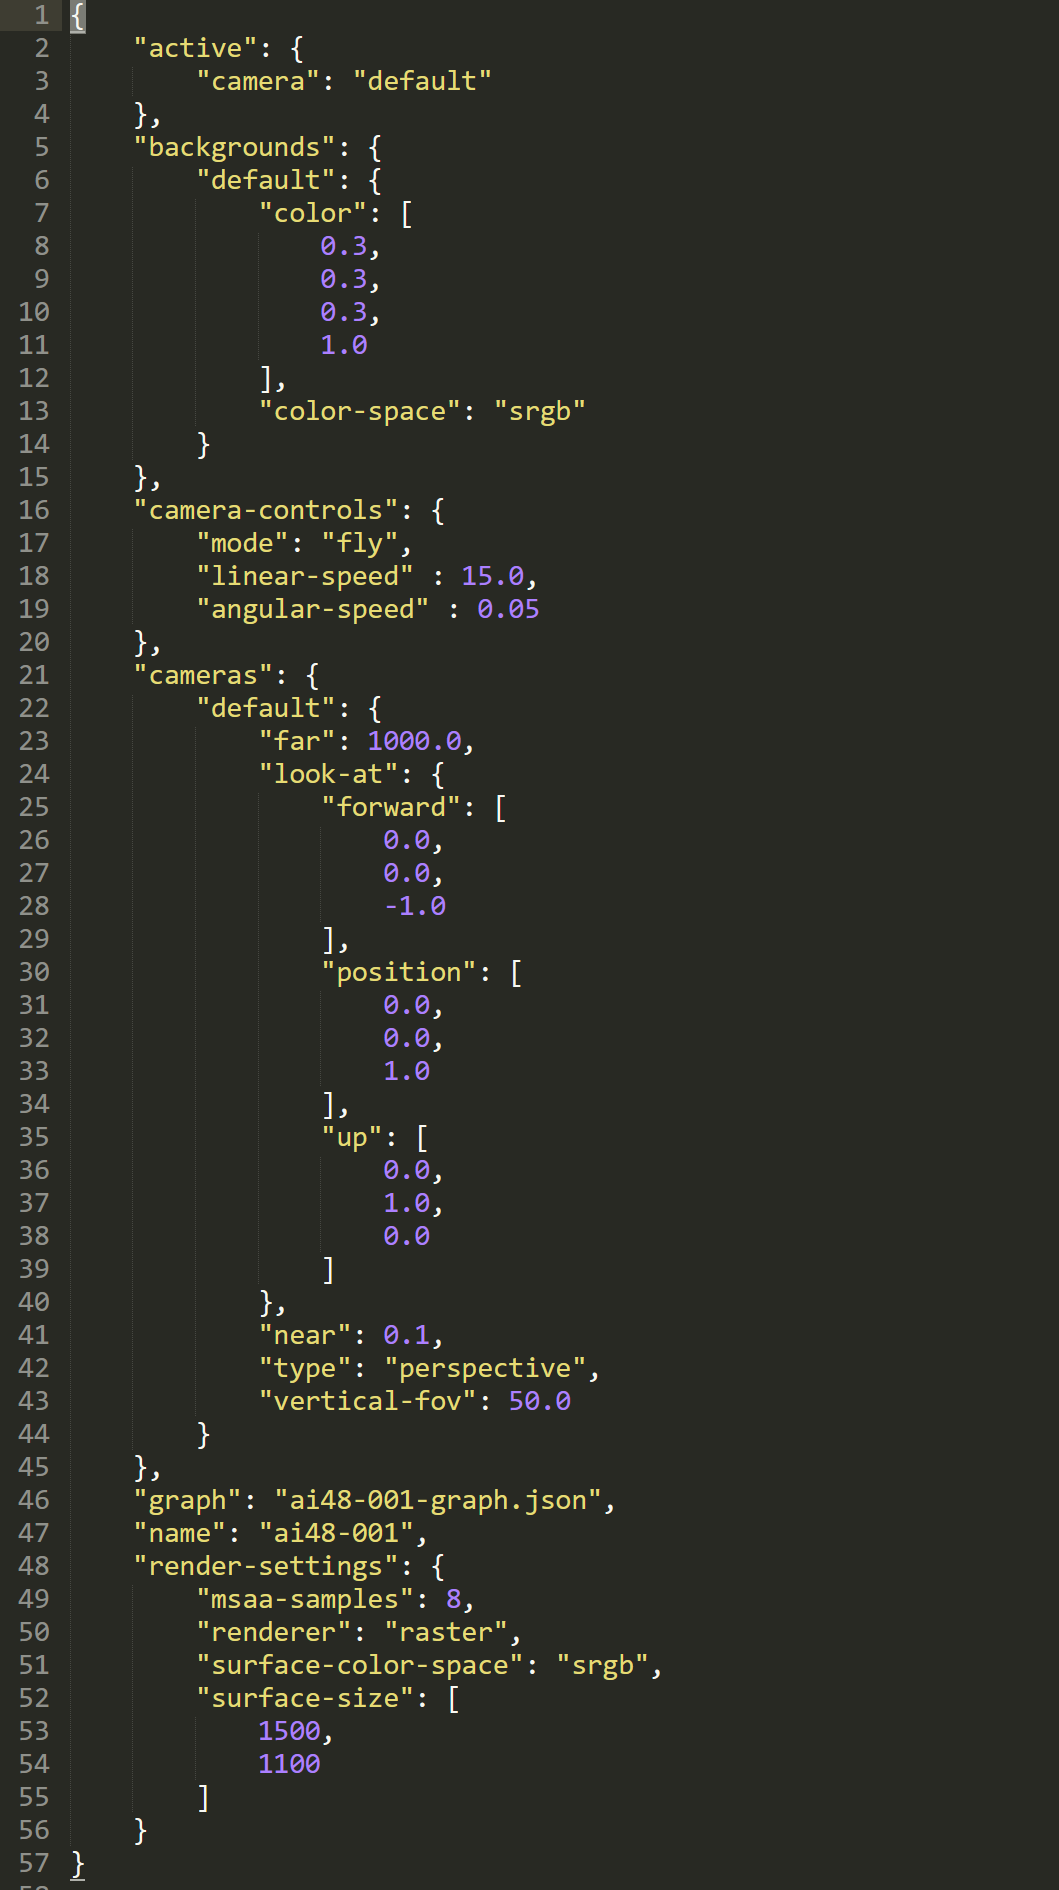 1 {
2     "active": {
3         "camera": "default"
4     },
5     "backgrounds": {
6         "default": {
7             "color": [
8                 0.3,
9                 0.3,
10                 0.3,
11                 1.0
12             ],
13             "color-space": "srgb"
14         }
15     },
16     "camera-controls": {
17         "mode": "fly",
18         "linear-speed" : 15.0,
19         "angular-speed" : 0.05
20     },
21     "cameras": {
22         "default": {
23             "far": 1000.0,
24             "look-at": {
25                 "forward": [
26                     0.0,
27                     0.0,
28                     -1.0
29                 ],
30                 "position": [
31                     0.0,
32                     0.0,
33                     1.0
34                 ],
35                 "up": [
36                     0.0,
37                     1.0,
38                     0.0
39                 ]
40             },
41             "near": 0.1,
42             "type": "perspective",
43             "vertical-fov": 50.0
44         }
45     },
46     "graph": "ai48-001-graph.json",
47     "name": "ai48-001",
48     "render-settings": {
49         "msaa-samples": 8,
50         "renderer": "raster",
51         "surface-color-space": "srgb",
52         "surface-size": [
53             1500,
54             1100
55         ]
56     }
57 }